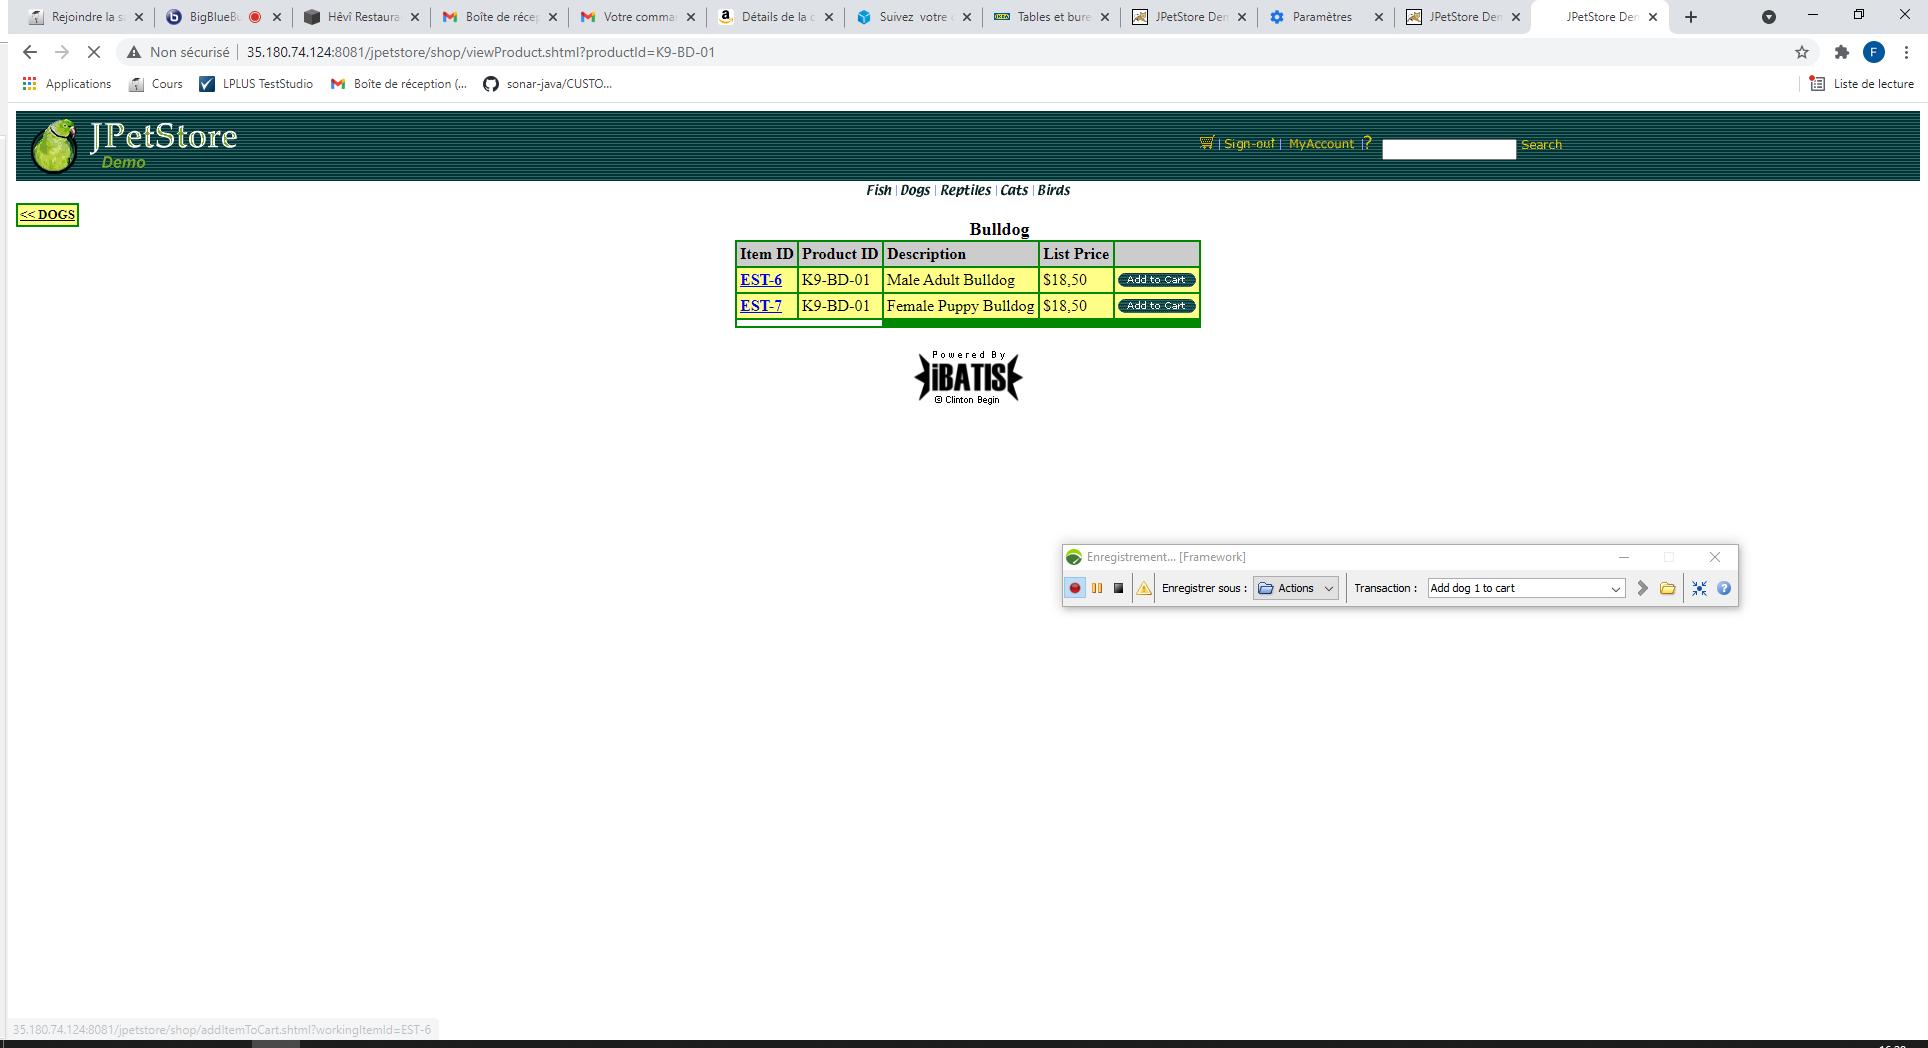 Rejoindre la s
BigBlueBu
Hêvî Restaura
Boîte de récep
Votre comma
Détails de la c
Suivez votre c
Tables et bure
JPetStore Dem
Paramètres
JPetStore Dem
JPetStore Dem
Non sécurisé
35.180.74.124:8081/jpetstore/shop/viewProduct.shtml?productId=K9-BD-01
F
Applications
Cours
LPLUS TestStudio
Boîte de réception (...
sonar-java/CUSTO...
Liste de lecture
JPetStore
Demo
| Sign-out | MyAccount | ?
Search
Fish | Dogs | Reptiles | Cats | Birds
<< DOGS
Bulldog
Item ID Product ID Description List Price
EST-6 K9-BD-01 Male Adult Bulldog $18,50 Add to Cart
EST-7 K9-BD-01 Female Puppy Bulldog $18,50 Add to Cart
Powered By
iBATIS
© Clinton Begin
Enregistrement... [Framework]
Enregistrer sous : Actions Transaction : Add dog 1 to cart
35.180.74.124:8081/jpetstore/shop/addItemToCart.shtml?workingItemId=EST-6